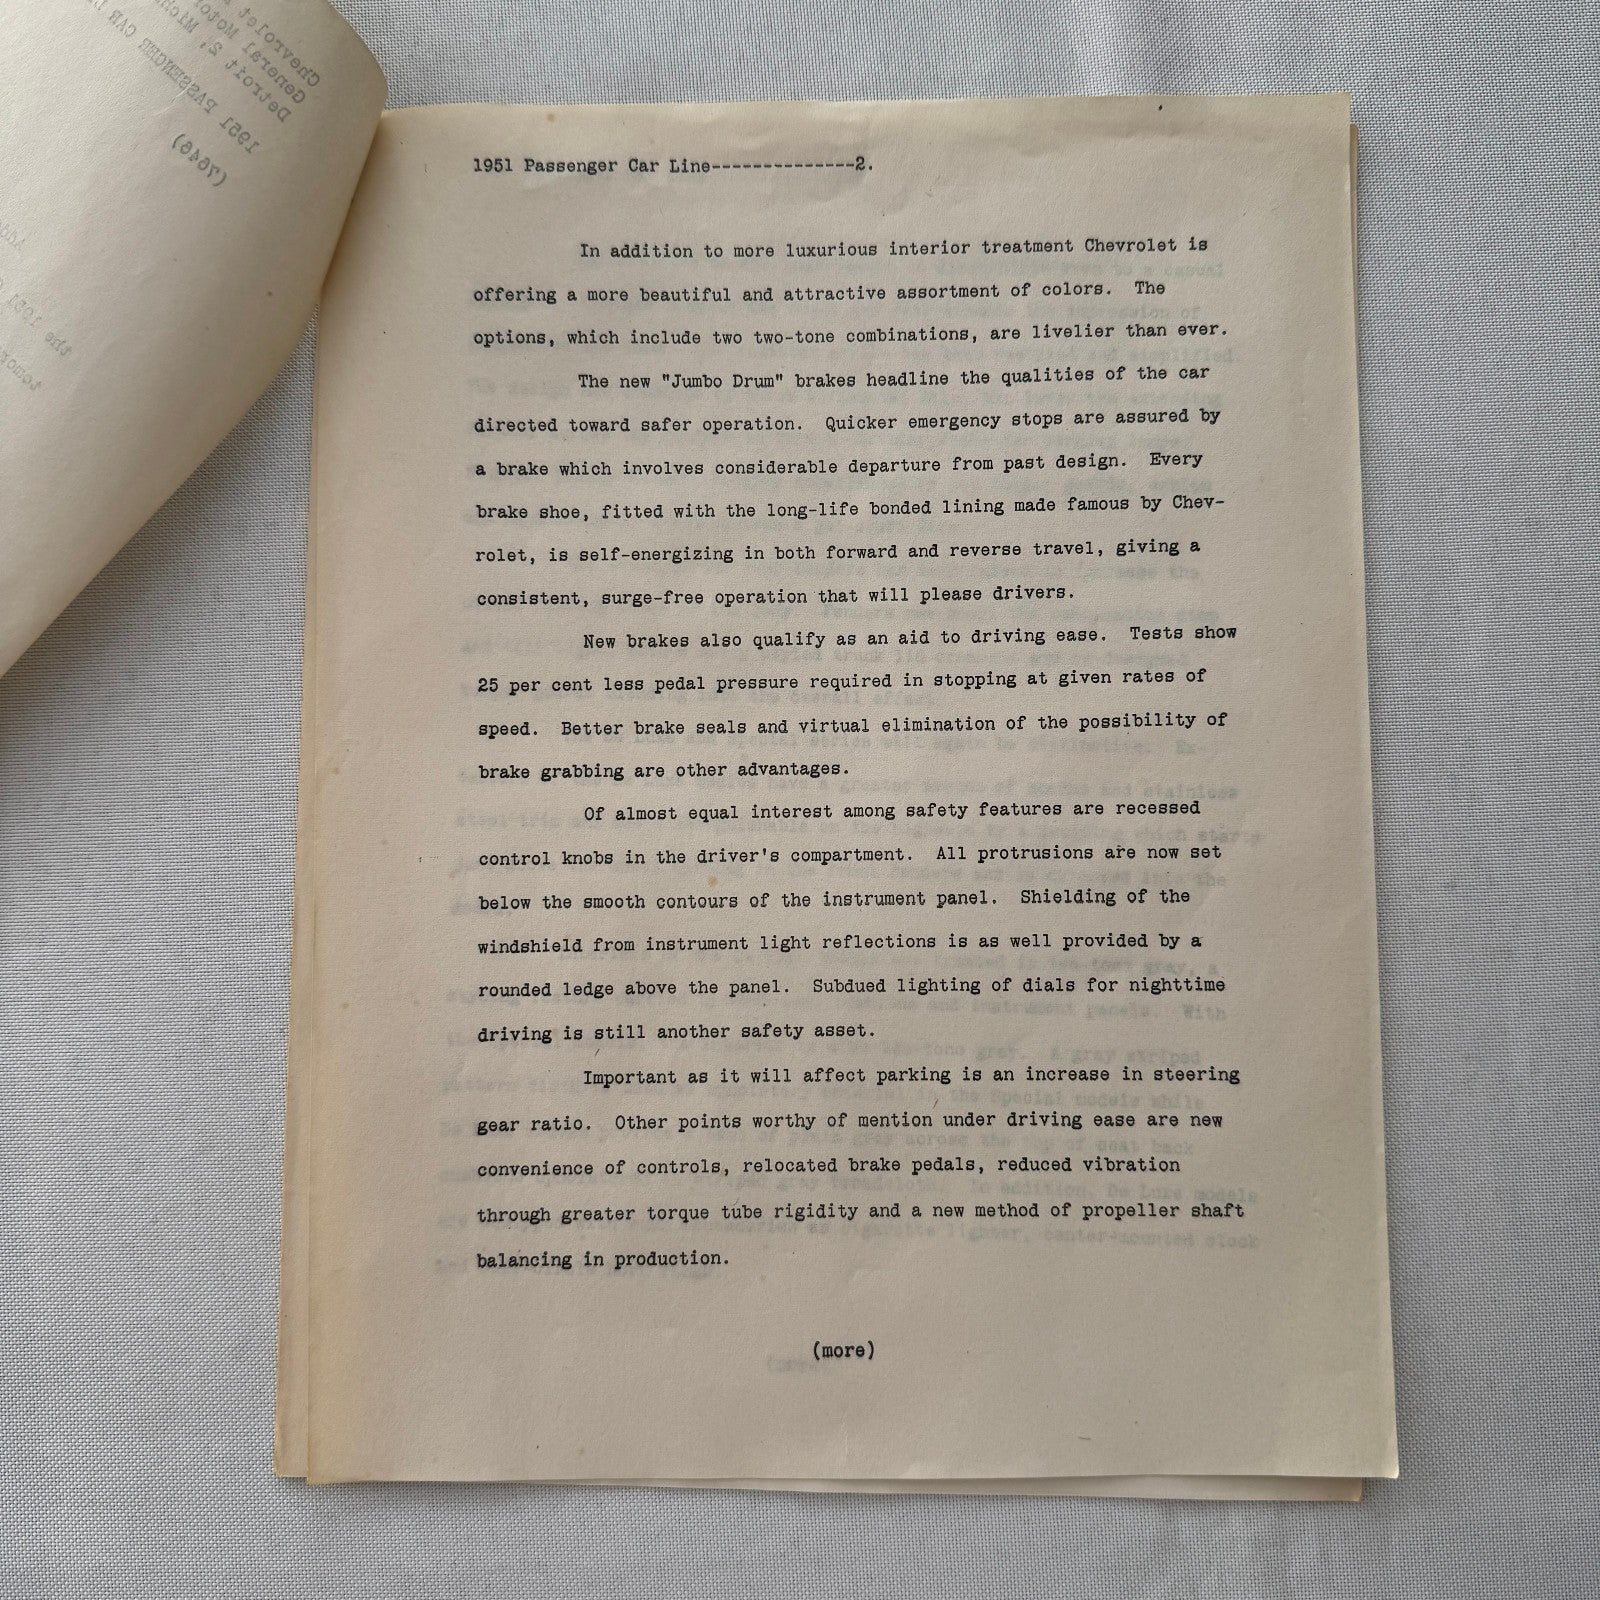 1951 Passenger Car Line--------------2.
In addition to more luxurious interior treatment Chevrolet is
offering a more beautiful and attractive assortment of colors. The
options, which include two two-tone combinations, are livelier than ever.
The new "Jumbo Drum" brakes headline the qualities of the car
directed toward safer operation. Quicker emergency stops are assured by
a brake which involves considerable departure from past design. Every
brake shoe, fitted with the long-life bonded lining made famous by Chev-
rolet, is self-energizing in both forward and reverse travel, giving a
consistent, surge-free operation that will please drivers.
New brakes also qualify as an aid to driving ease. Tests show
25 per cent less pedal pressure required in stopping at given rates of
speed. Better brake seals and virtual elimination of the possibility of
brake grabbing are other advantages.
Of almost equal interest among safety features are recessed
control knobs in the driver's compartment. All protrusions are now set
below the smooth contours of the instrument panel. Shielding of the
windshield from instrument light reflections is as well provided by a
rounded ledge above the panel. Subdued lighting of dials for nighttime
driving is still another safety asset.
Important as it will affect parking is an increase in steering
gear ratio. Other points worthy of mention under driving ease are new
convenience of controls, relocated brake pedals, reduced vibration
through greater torque tube rigidity and a new method of propeller shaft
balancing in production.
(more)
Chevrolet
General Motor
Detroit 2, Mich
1951 PASSENGER CAR
(7646)
the 1951